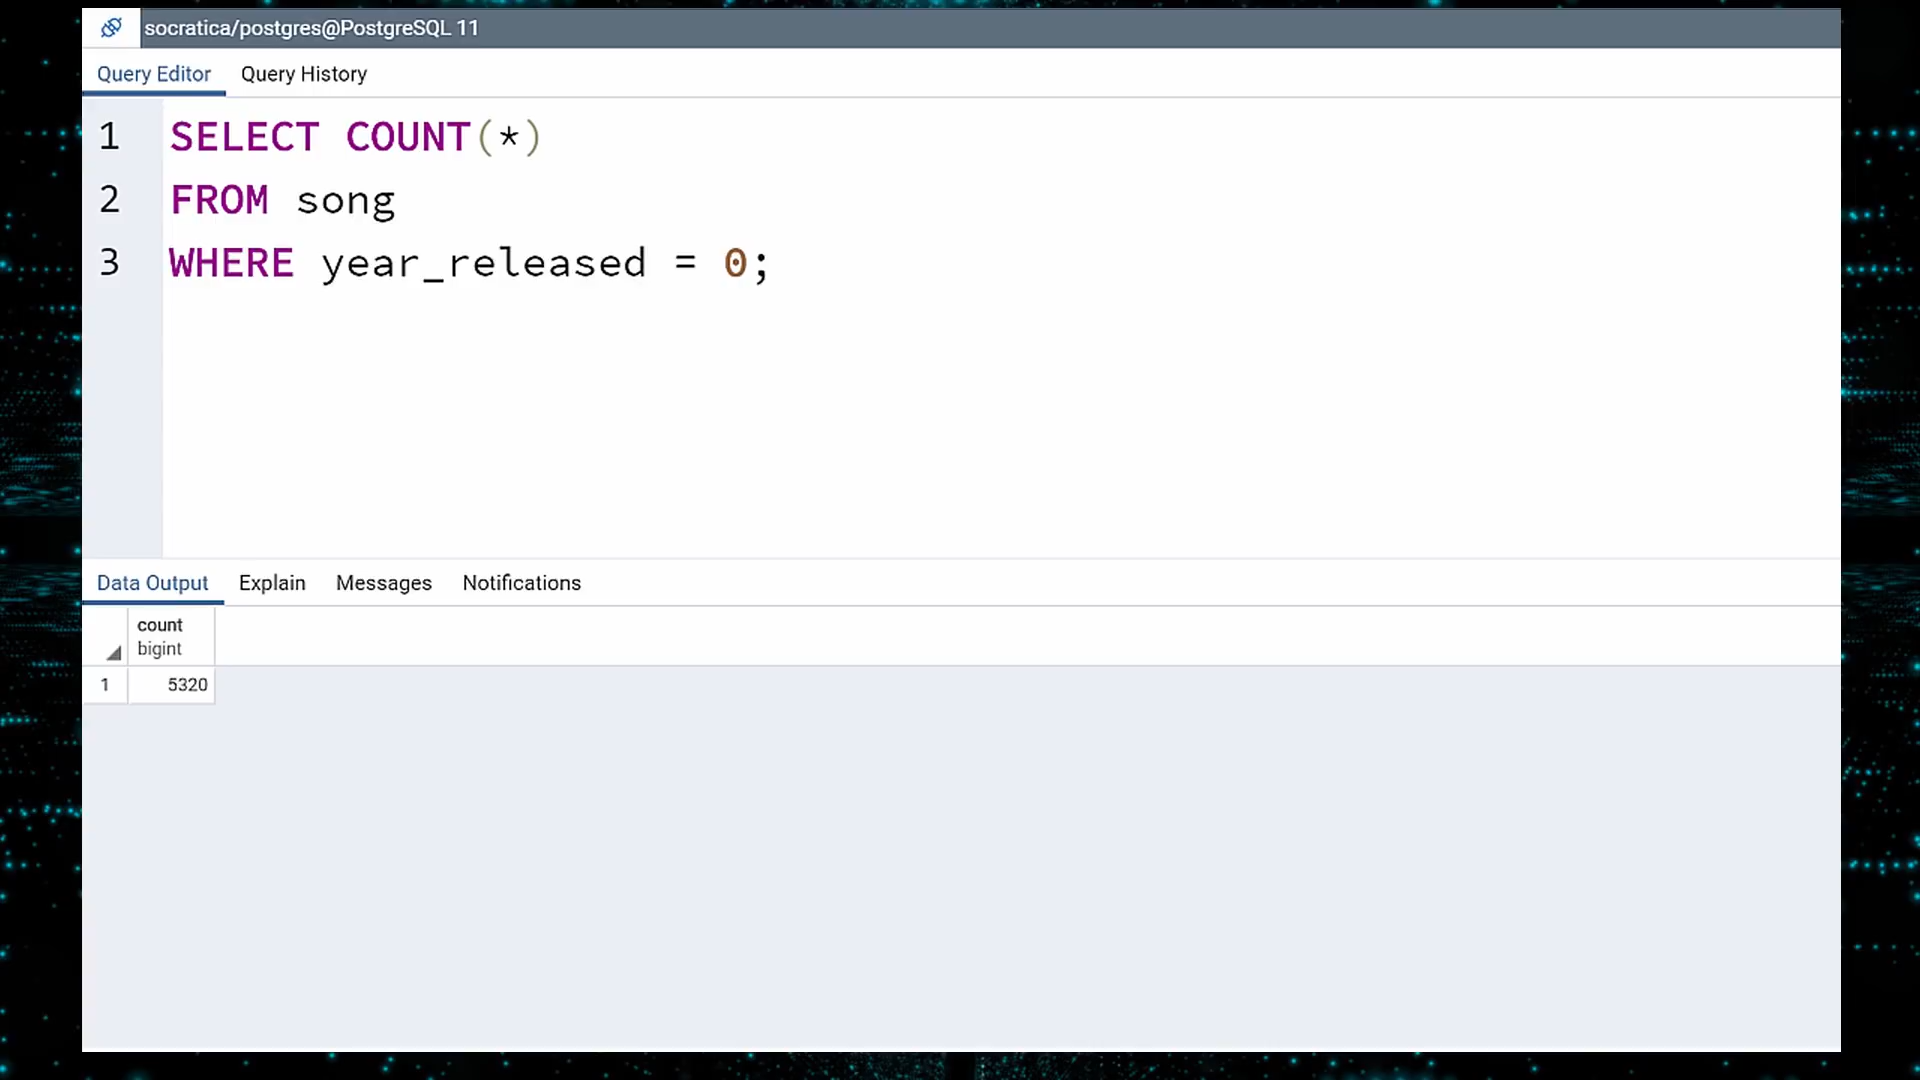 socratica/postgres@PostgreSQL 11
Query Editor Query History
1 SELECT COUNT(*)
2 FROM song
3 WHERE year_released = 0;
Data Output Explain Messages Notifications
count
bigint
1 5320